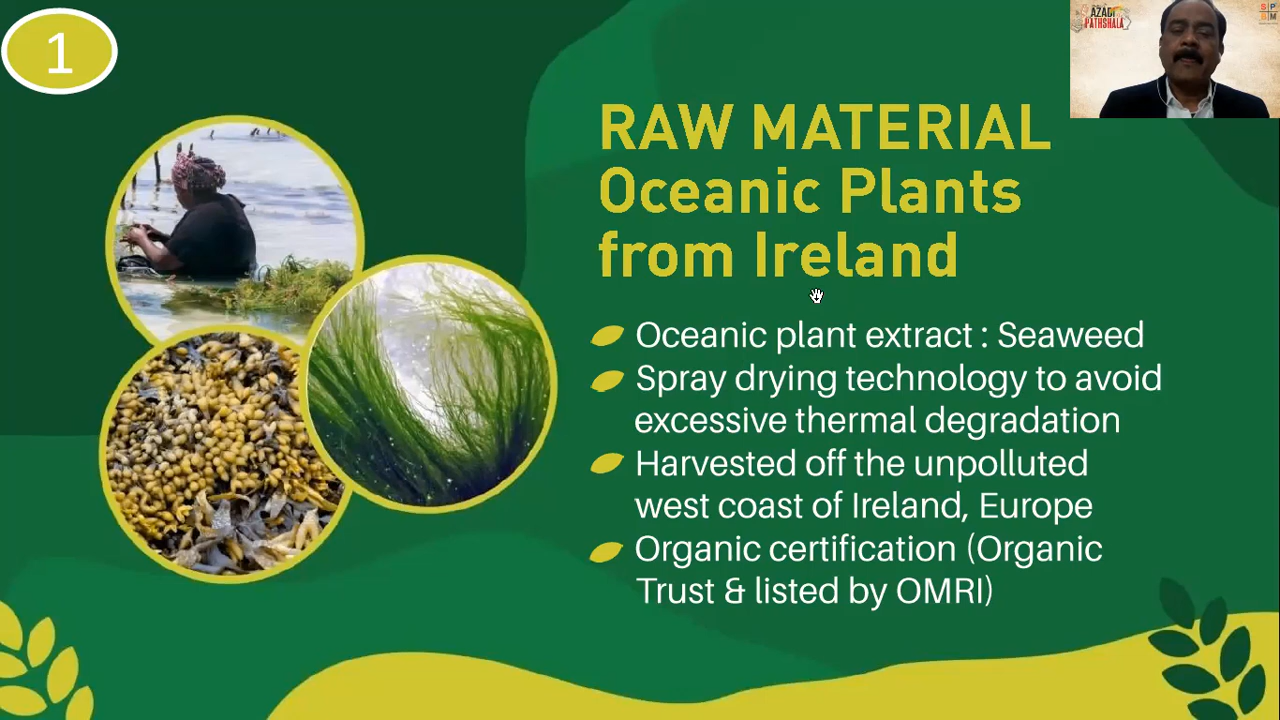 1
AZADI
PATHSHALA
S P
S M
RAW MATERIAL
Oceanic Plants
from Ireland
Oceanic plant extract : Seaweed
Spray drying technology to avoid
excessive thermal degradation
Harvested off the unpolluted
west coast of Ireland, Europe
Organic certification (Organic
Trust & listed by OMRI)